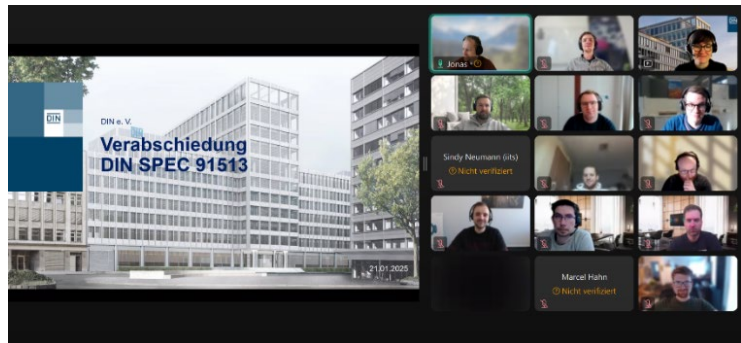 DIN
DIN e. V.
Verabschiedung
DIN SPEC 91513
21.01.2025
Jonas
Sindy Neumann (iits)
Nicht verifiziert
Marcel Hahn
Nicht verifiziert